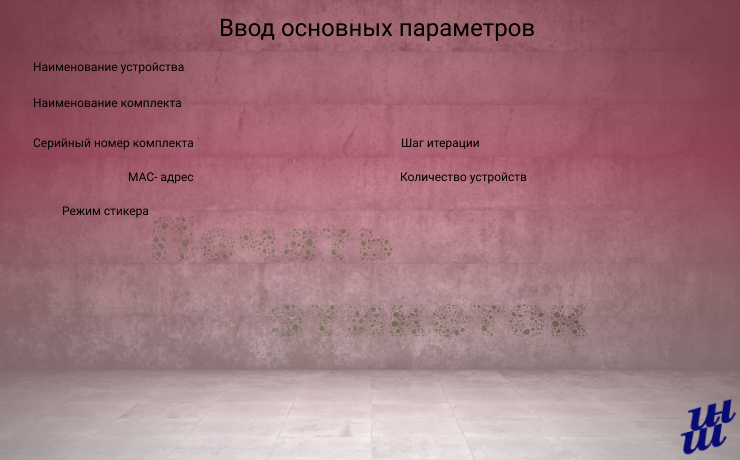 Ввод основных параметров
Наименование устройства
Наименование комплекта
Серийный номер комплекта
Шаг итерации
MAC- адрес
Количество устройств
Режим стикера
Печать
этикеток